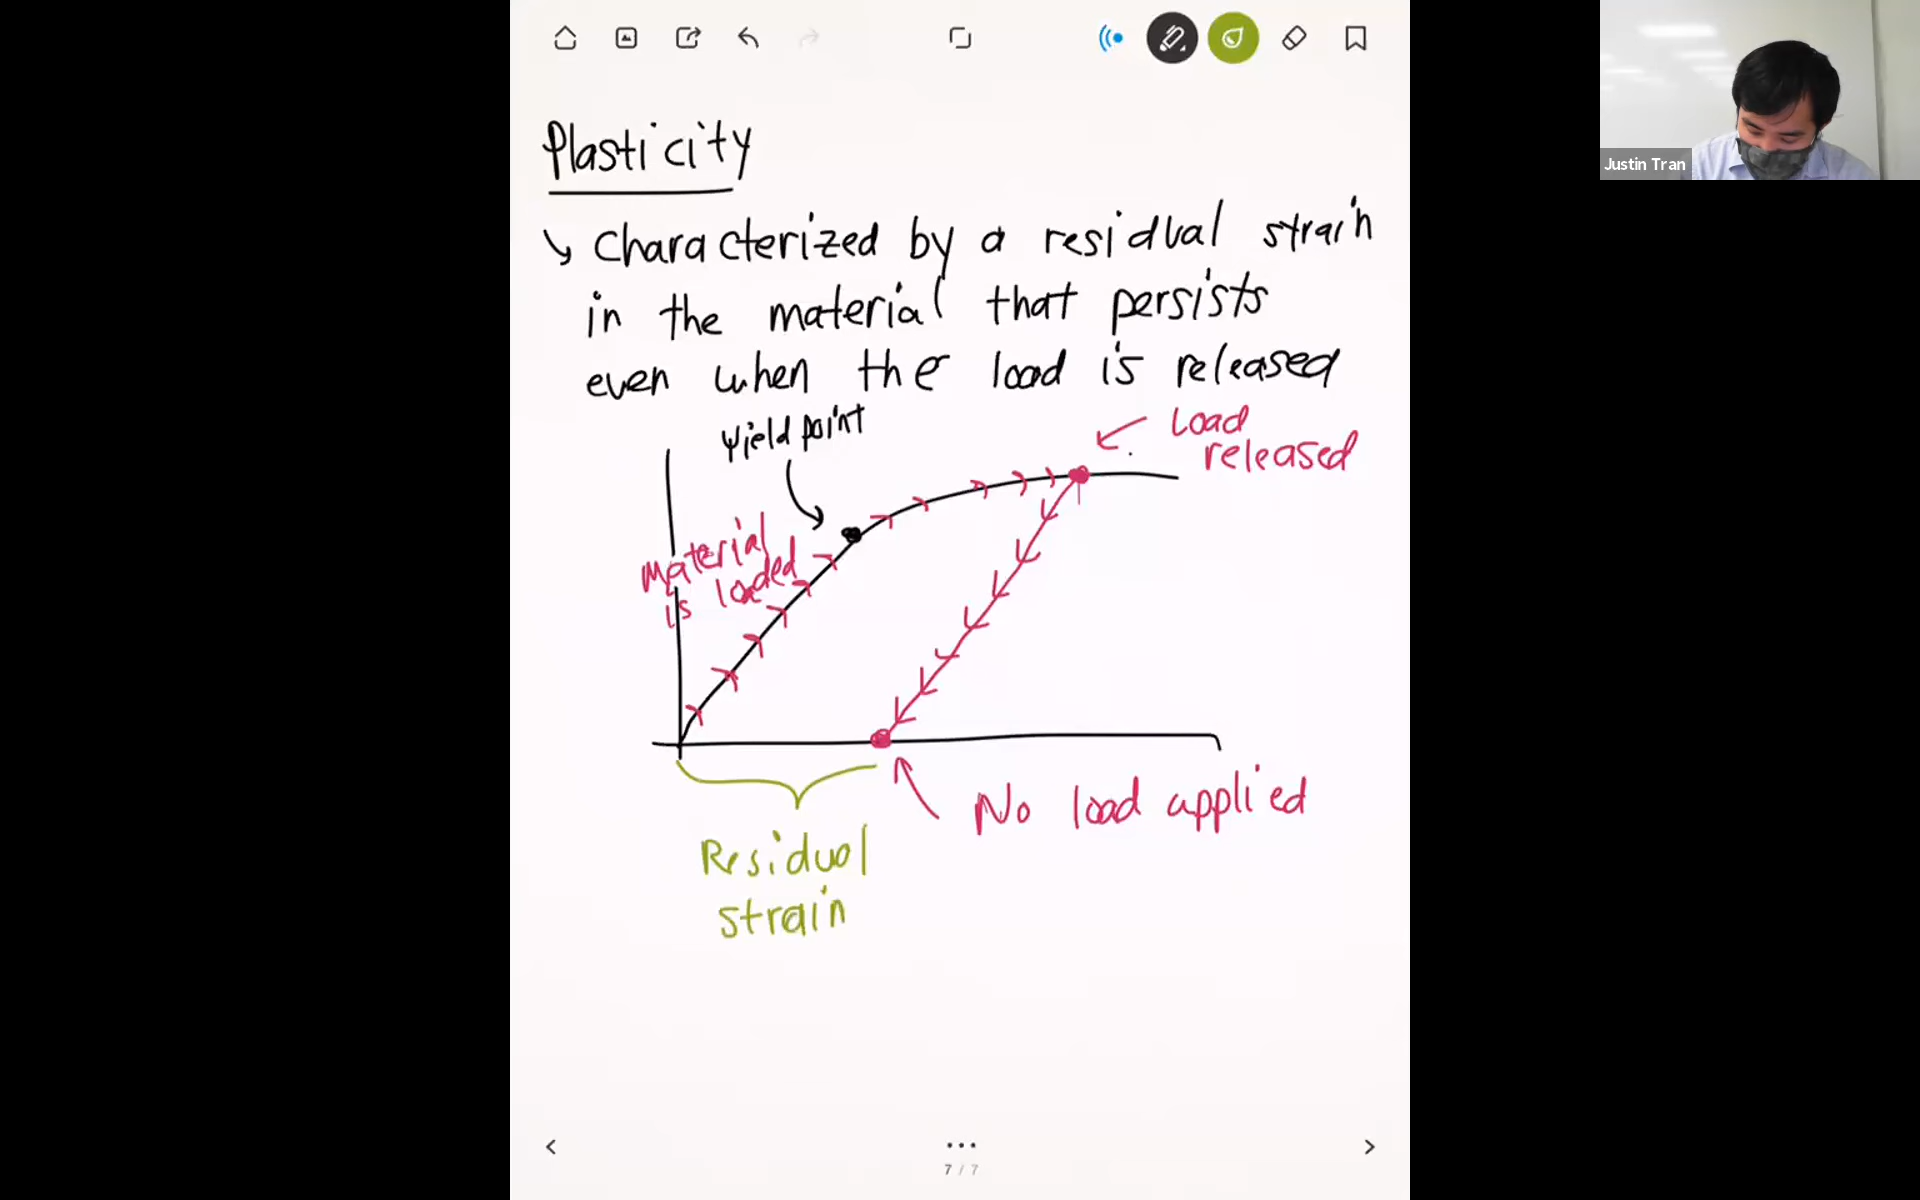 Justin Tran
Plasticity
↳ characterized by a residual strain
in the material that persists
even when the load is released
Yield point
Load
released
material
is loaded
No load applied
Residual
strain
7 / 7